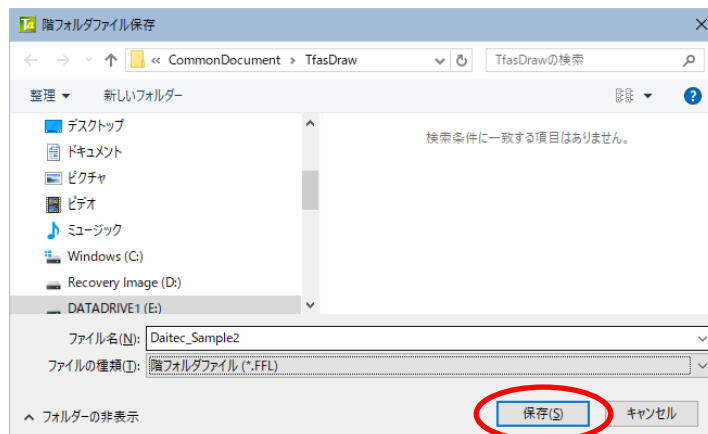 階フォルダファイル保存
« CommonDocument › TfasDraw
TfasDrawの検索
整理
新しいフォルダー
?
デスクトップ
ドキュメント
ピクチャ
ビデオ
ミュージック
Windows (C:)
Recovery Image (D:)
DATADRIVE1 (E:)
検索条件に一致する項目はありません。
ファイル名(N): Daitec_Sample2
ファイルの種類(T): 階フォルダファイル (*.FFL)
フォルダーの非表示
保存(S)
キャンセル